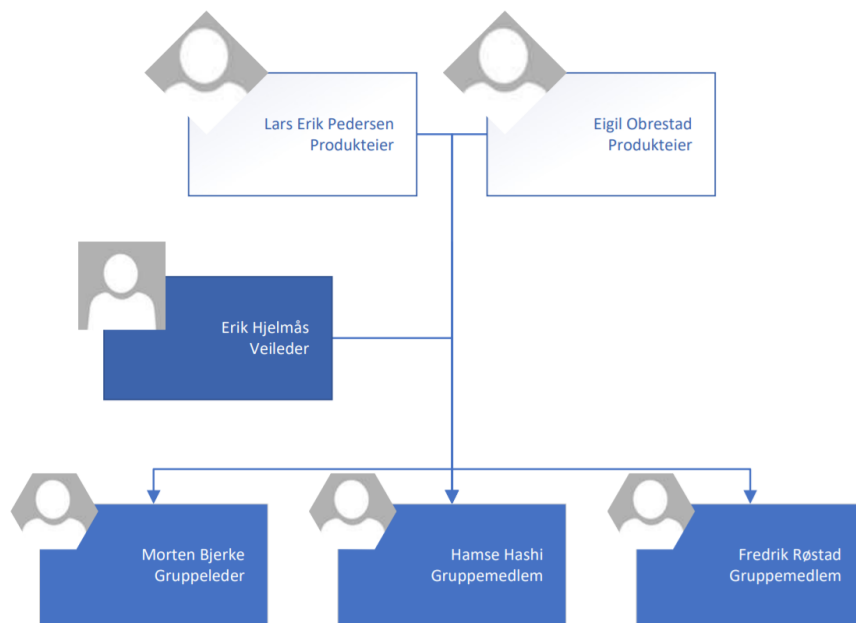 Lars Erik Pedersen
Produkteier
Eigil Obrestad
Produkteier
Erik Hjelmås
Veileder
Morten Bjerke
Gruppeleder
Hamse Hashi
Gruppemedlem
Fredrik Røstad
Gruppemedlem